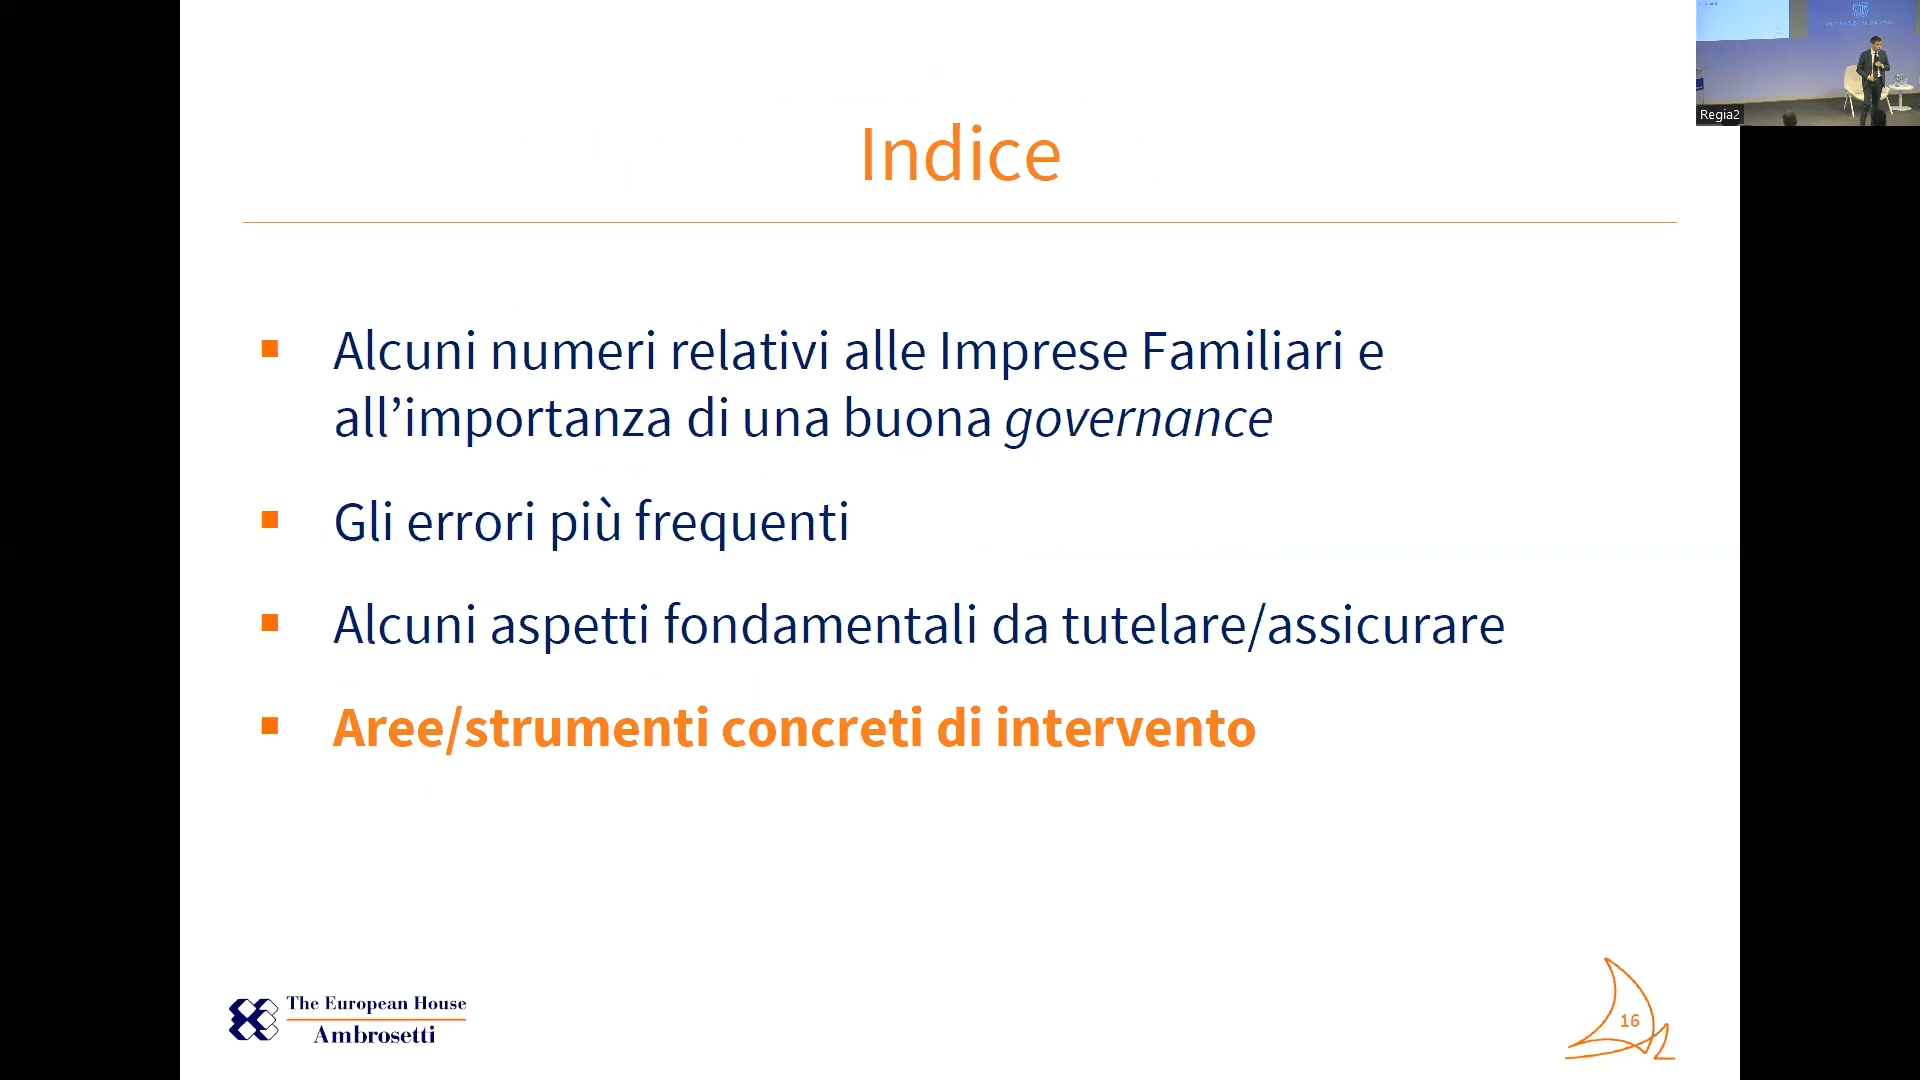 Indice
Alcuni numeri relativi alle Imprese Familiari e
all’importanza di una buona governance
Gli errori più frequenti
Alcuni aspetti fondamentali da tutelare/assicurare
Aree/strumenti concreti di intervento
The European House
Ambrosetti
16
Regia2